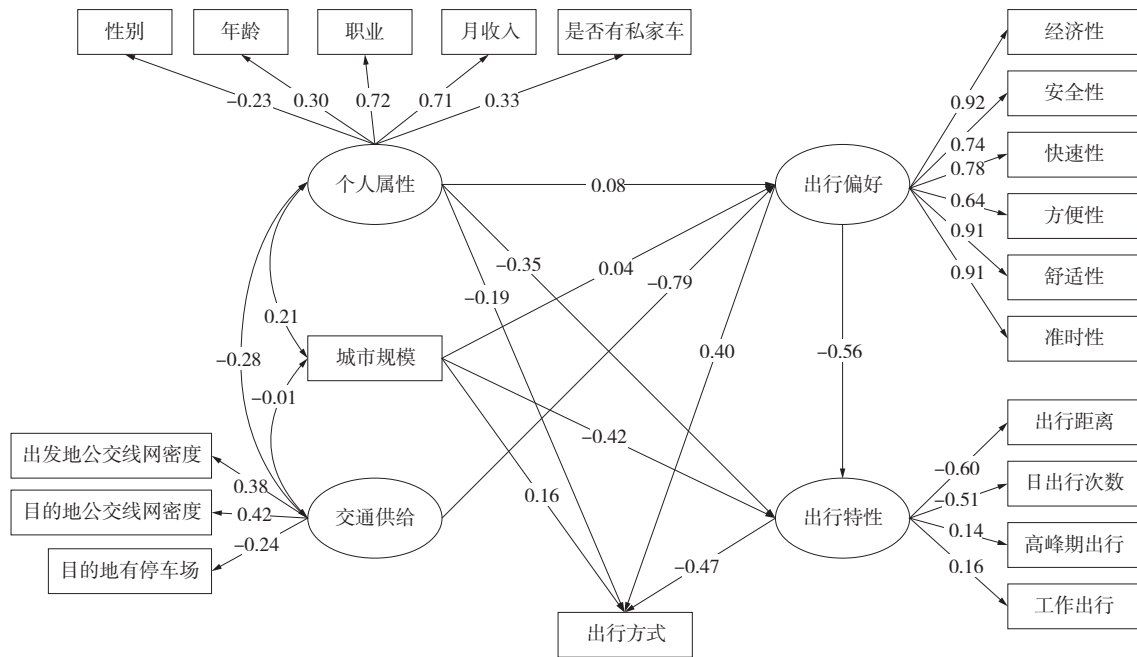 性别
年龄
职业
月收入
是否有私家车
−0.23
0.30
0.72
0.71
0.33
个人属性
出行偏好
经济性
安全性
快速性
方便性
舒适性
准时性
0.92
0.74
0.78
0.64
0.91
0.91
0.08
−0.35
−0.19
0.04
−0.79
0.40
−0.56
0.21
−0.28
−0.01
城市规模
−0.42
0.16
出发地公交线网密度
目的地公交线网密度
目的地有停车场
0.38
0.42
−0.24
交通供给
出行特性
−0.47
出行方式
−0.60
−0.51
0.14
0.16
出行距离
日出行次数
高峰期出行
工作出行